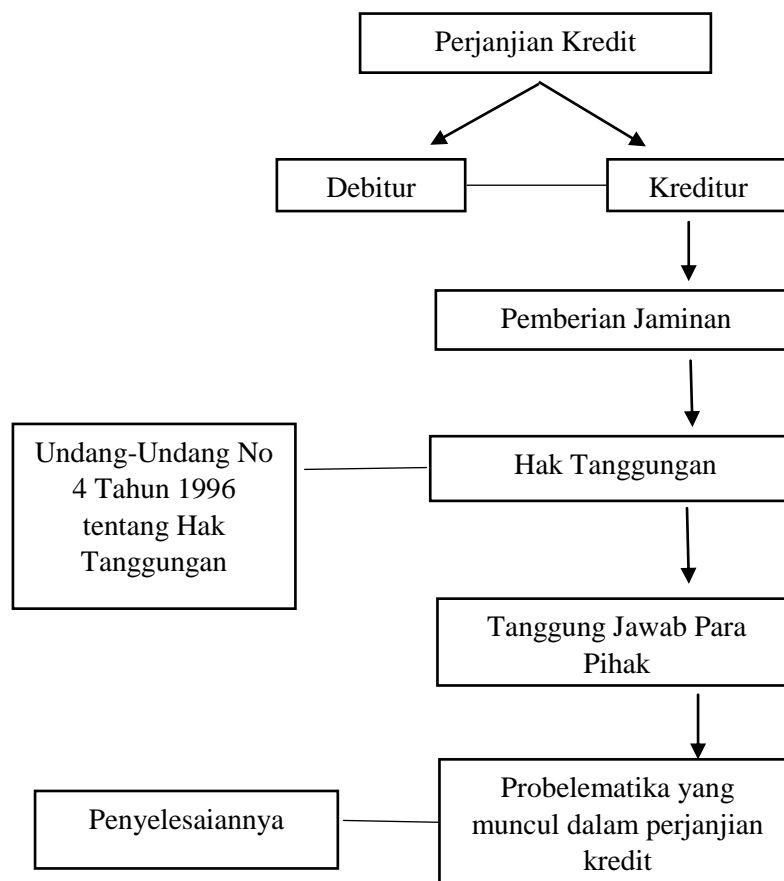 Perjanjian Kredit
Debitur
Kreditur
Pemberian Jaminan
Undang-Undang No
4 Tahun 1996
tentang Hak
Tanggungan
Hak Tanggungan
Tanggung Jawab Para
Pihak
Penyelesaiannya
Probelematika yang
muncul dalam perjanjian
kredit